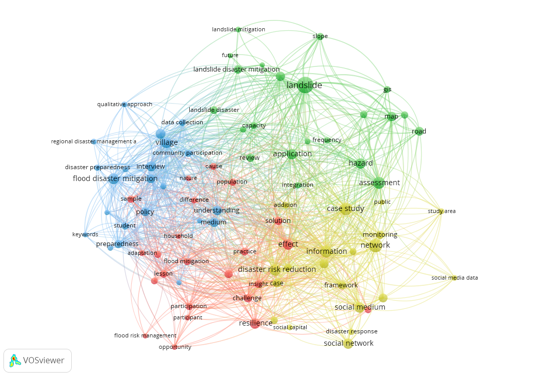 landslide mitigation
slope
future
landslide disaster mitigation
landslide
gis
qualitative approach
landslide disaster
map
data collection
capacity
road
regional disaster management a
village
frequency
community participation
review
application
hazard
disaster preparedness
interview
cause
flood disaster mitigation
nature
population
integration
assessment
sample
difference
addition
public
policy
understanding
case study
study area
student
medium
solution
keywords
household
monitoring
preparedness
effect
network
adaptation
practice
information
flood mitigation
lesson
disaster risk reduction
social media data
insight
case
framework
challenge
participation
social medium
participant
resilience
social capital
disaster response
flood risk management
opportunity
social network
VOSviewer